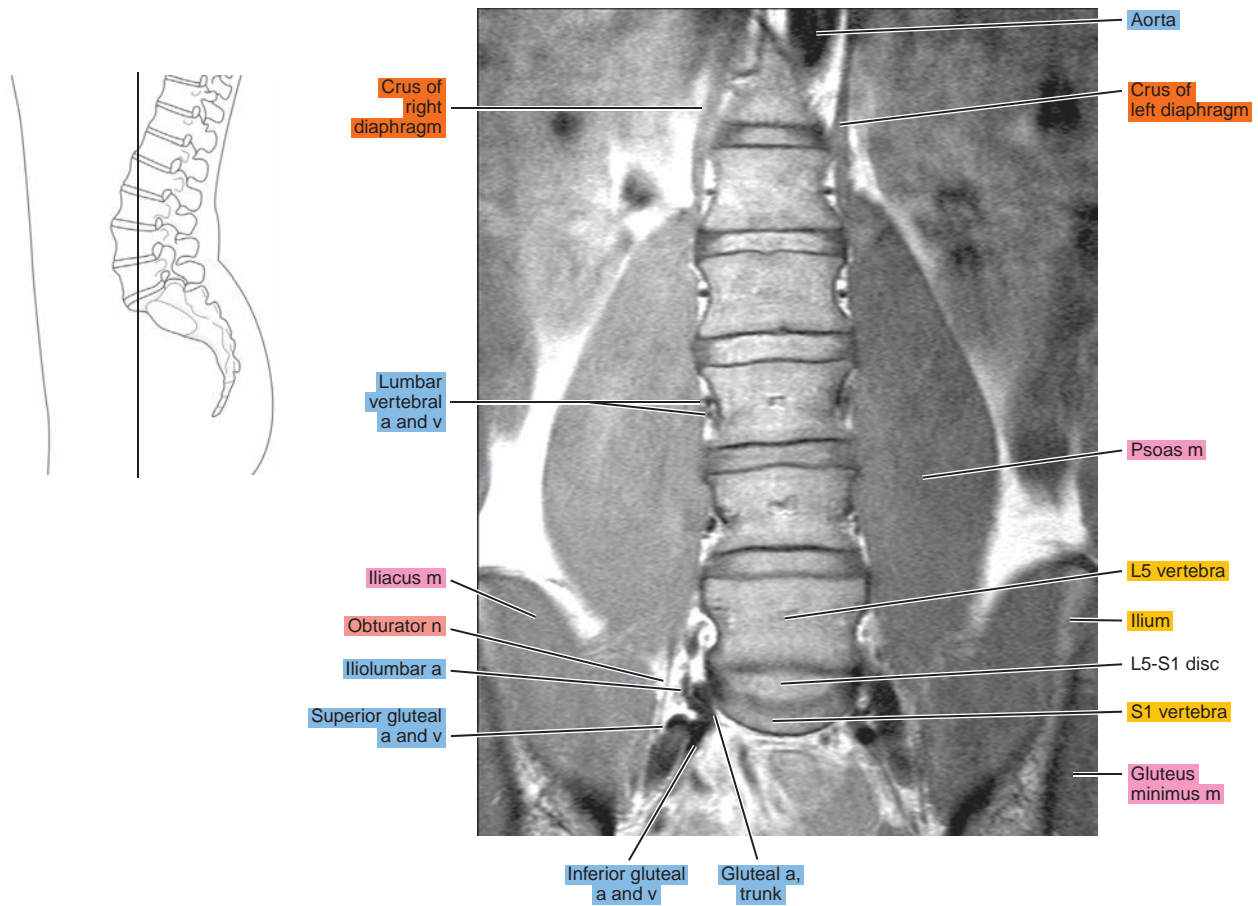 Aorta
Crus of
right
diaphragm
Crus of
left diaphragm
Lumbar
vertebral
a and v
Psoas m
Iliacus m
L5 vertebra
Obturator n
Ilium
Iliolumbar a
L5-S1 disc
Superior gluteal
a and v
S1 vertebra
Gluteus
minimus m
Inferior gluteal
a and v
Gluteal a,
trunk